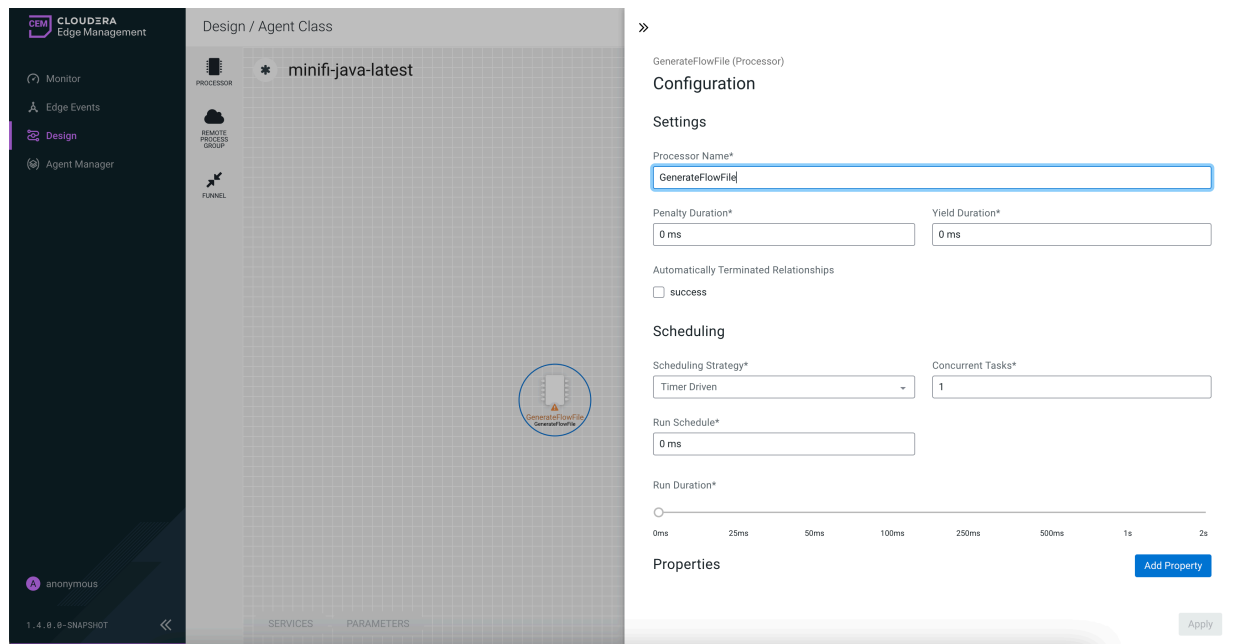 CEM CLOUDERA
Edge Management
Monitor
Edge Events
Design
Agent Manager
A anonymous
1.4.0.0-SNAPSHOT
Design / Agent Class
PROCESSOR
REMOTE
PROCESS
GROUP
FUNNEL
minifi-java-latest
GenerateFlowFile
GenerateFlowFile
SERVICES PARAMETERS
GenerateFlowFile (Processor)
Configuration
Settings
Processor Name*
GenerateFlowFile
Penalty Duration* Yield Duration*
0 ms 0 ms
Automatically Terminated Relationships
success
Scheduling
Scheduling Strategy* Concurrent Tasks*
Timer Driven 1
Run Schedule*
0 ms
Run Duration*
0ms 25ms 50ms 100ms 250ms 500ms 1s 2s
Properties Add Property
Apply